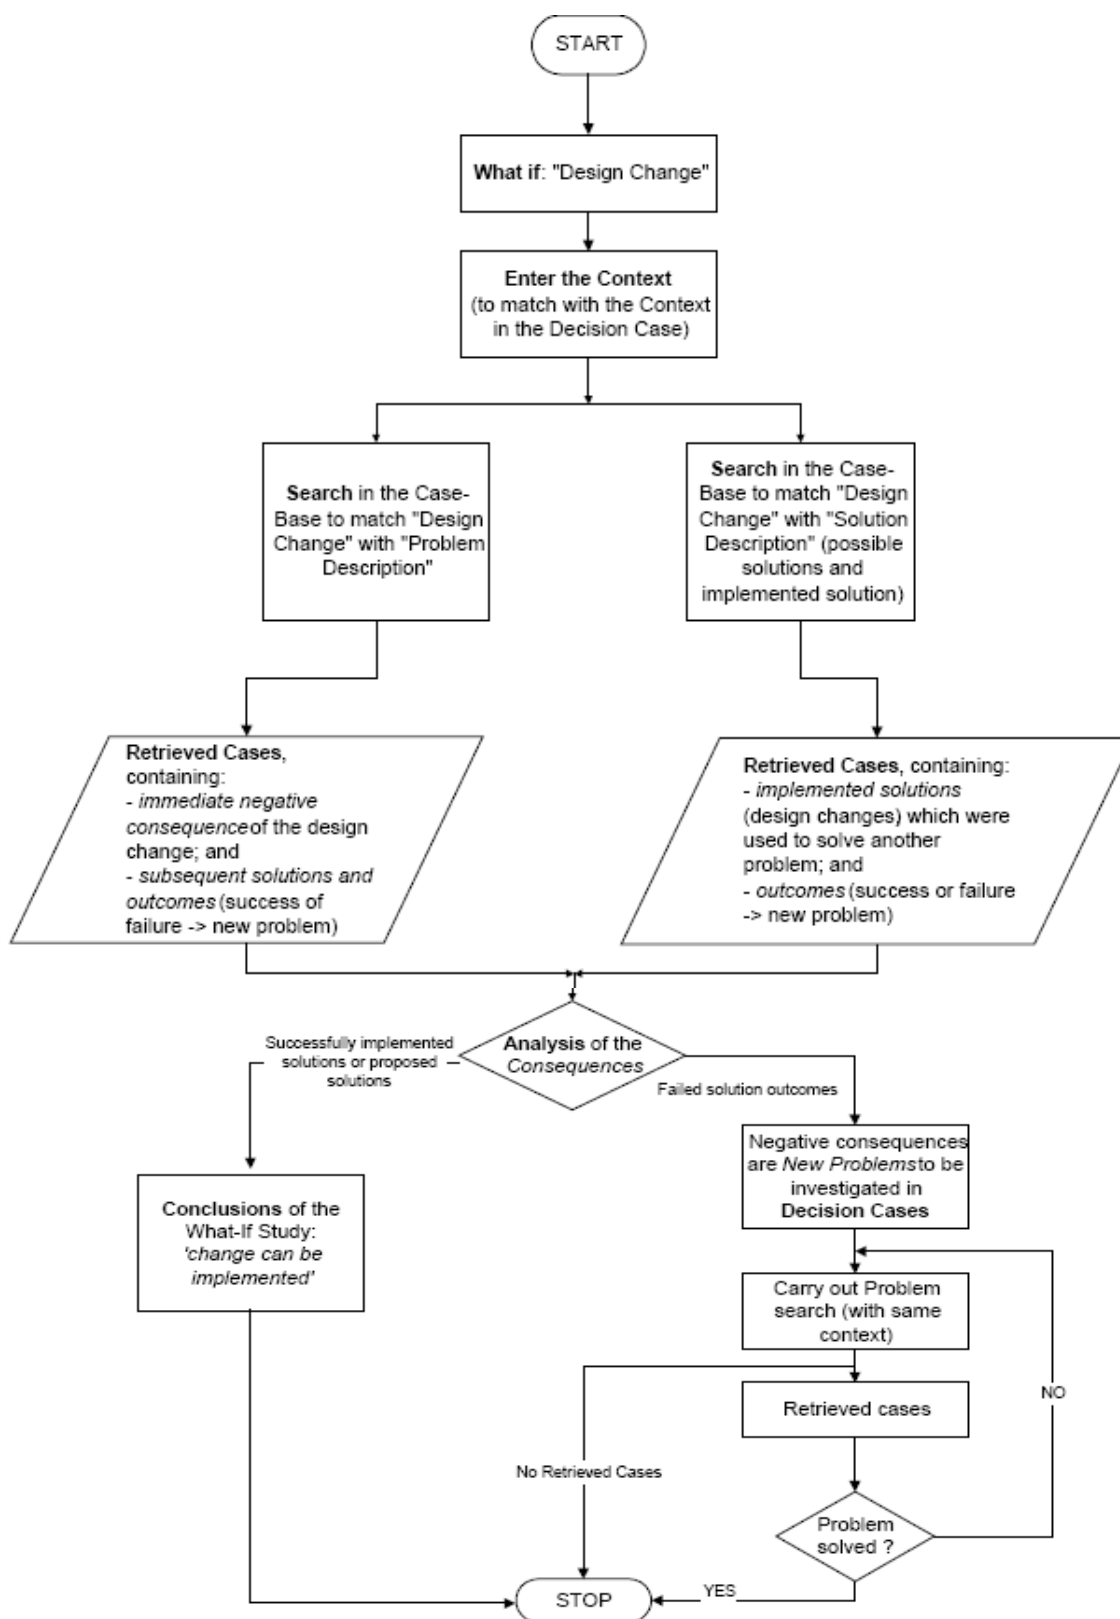 START
What if: "Design Change"
Enter the Context
(to match with the Context
in the Decision Case)
Search in the Case-
Base to match "Design
Change" with "Problem
Description"
Search in the Case-
Base to match "Design
Change" with "Solution
Description" (possible
solutions and
implemented solution)
Retrieved Cases,
containing:
- immediate negative
consequence of the design
change; and
- subsequent solutions and
outcomes (success of
failure -> new problem)
Retrieved Cases, containing:
- implemented solutions
(design changes) which were
used to solve another
problem; and
- outcomes (success or failure
-> new problem)
Analysis of the
Consequences
Successfully implemented
solutions or proposed
solutions
Failed solution outcomes
Conclusions of the
What-If Study:
'change can be
implemented'
Negative consequences
are New Problems to be
investigated in
Decision Cases
Carry out Problem
search (with same
context)
Retrieved cases
NO
No Retrieved Cases
Problem
solved ?
YES
STOP